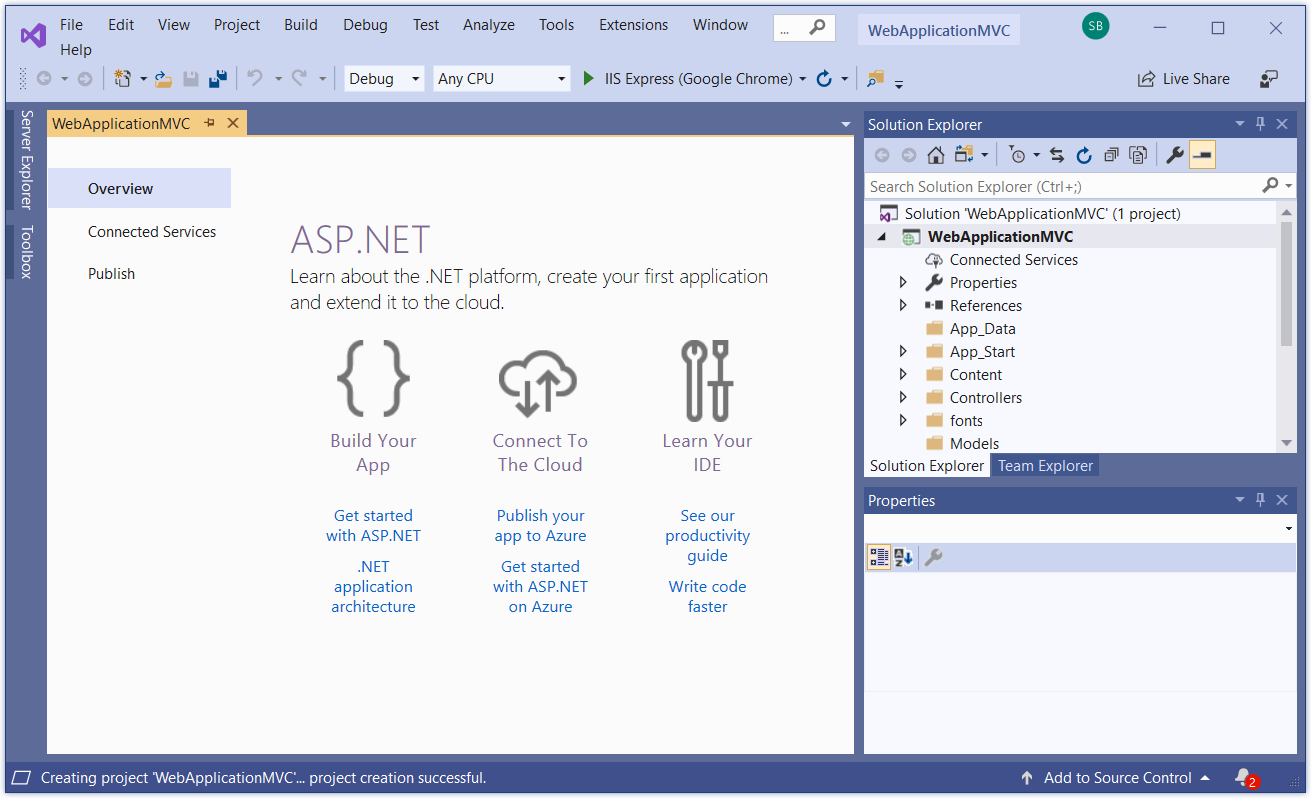 File Edit View Project Build Debug Test Analyze Tools Extensions Window ... WebApplicationMVC SB
Help
Debug Any CPU IIS Express (Google Chrome) Live Share
Server Explorer
Toolbox
WebApplicationMVC
Overview
Connected Services
Publish
ASP.NET
Learn about the .NET platform, create your first application
and extend it to the cloud.
Build Your
App
Get started
with ASP.NET
.NET
application
architecture
Connect To
The Cloud
Publish your
app to Azure
Get started
with ASP.NET
on Azure
Learn Your
IDE
See our
productivity
guide
Write code
faster
Solution Explorer
Search Solution Explorer (Ctrl+;)
Solution 'WebApplicationMVC' (1 project)
WebApplicationMVC
Connected Services
Properties
References
App_Data
App_Start
Content
Controllers
fonts
Models
Solution Explorer Team Explorer
Properties
A
Z
Creating project 'WebApplicationMVC'... project creation successful. Add to Source Control 2